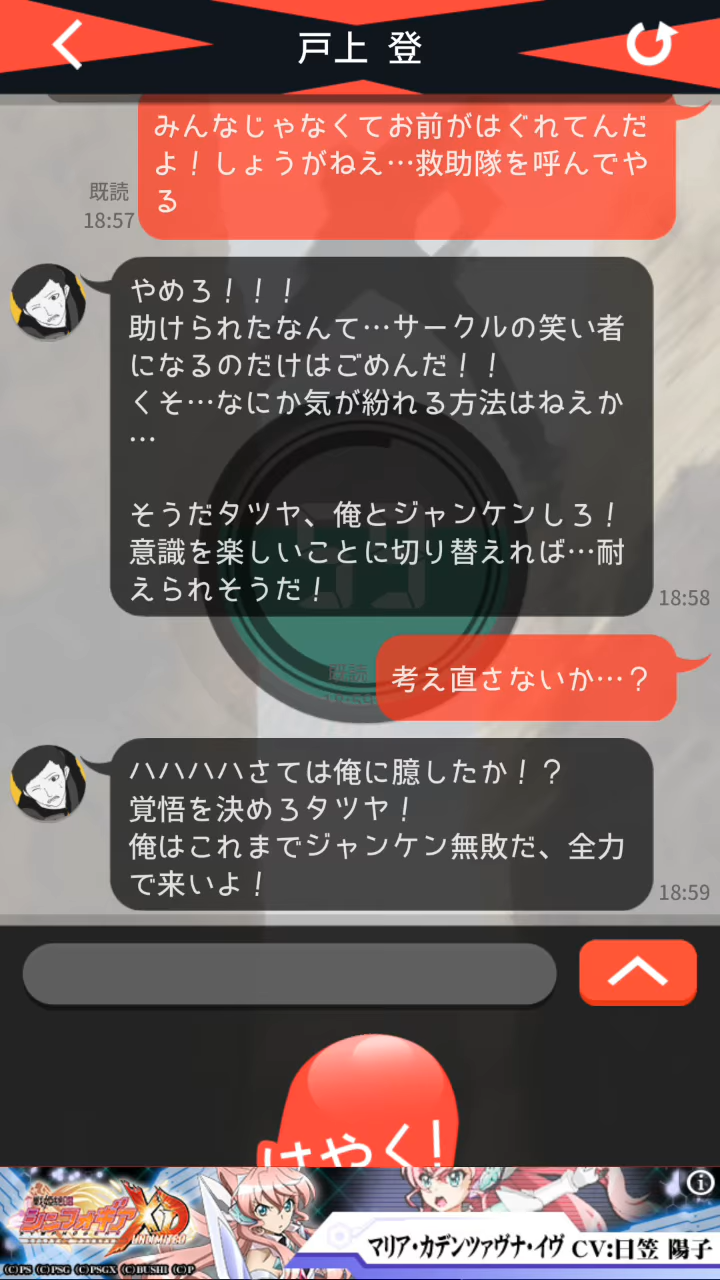 戸上 登
みんなじゃなくてお前がはぐれてんだ
よ！しょうがねえ…救助隊を呼んでや
る
既読
18:57
やめろ！！！
助けられたなんて…サークルの笑い者
になるのだけはごめんだ！！
くそ…なにか気が紛れる方法はねえか
…
そうだタツヤ、俺とジャンケンしろ！
意識を楽しいことに切り替えれば…耐
えられそうだ！
18:58
既読
考え直さないか…？
ハハハハさては俺に臆したか！？
覚悟を決めろタツヤ！
俺はこれまでジャンケン無敗だ、全力
で来いよ！
18:59
はやく！
シンフォギアXD
UNLIMITED
マリア・カデンツァヴナ・イヴ CV:日笠 陽子